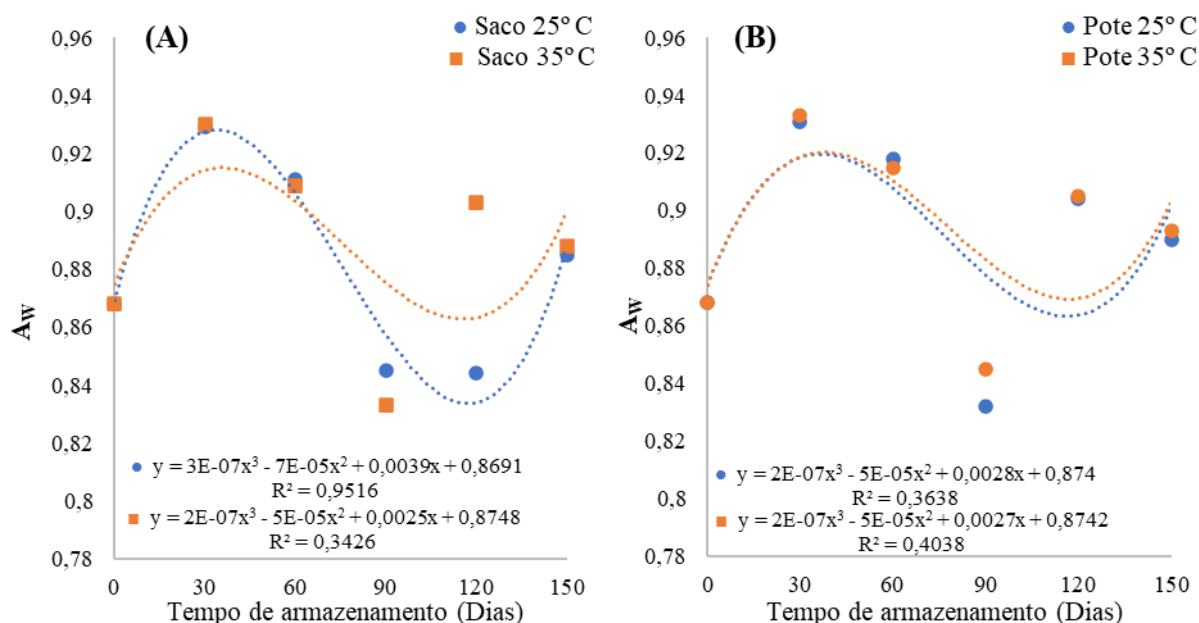 (A)
Saco 25° C
Saco 35° C
0,96
0,94
0,92
0,9
0,88
0,86
0,84
0,82
0,8
0,78
Aw
y = 3E-07x³ - 7E-05x² + 0,0039x + 0,8691
R² = 0,9516
y = 2E-07x³ - 5E-05x² + 0,0025x + 0,8748
R² = 0,3426
0 30 60 90 120 150
Tempo de armazenamento (Dias)
(B)
Pote 25° C
Pote 35° C
0,96
0,94
0,92
0,9
0,88
0,86
0,84
0,82
0,8
0,78
Aw
y = 2E-07x³ - 5E-05x² + 0,0028x + 0,874
R² = 0,3638
y = 2E-07x³ - 5E-05x² + 0,0027x + 0,8742
R² = 0,4038
0 30 60 90 120 150
Tempo de armazenamento (Dias)